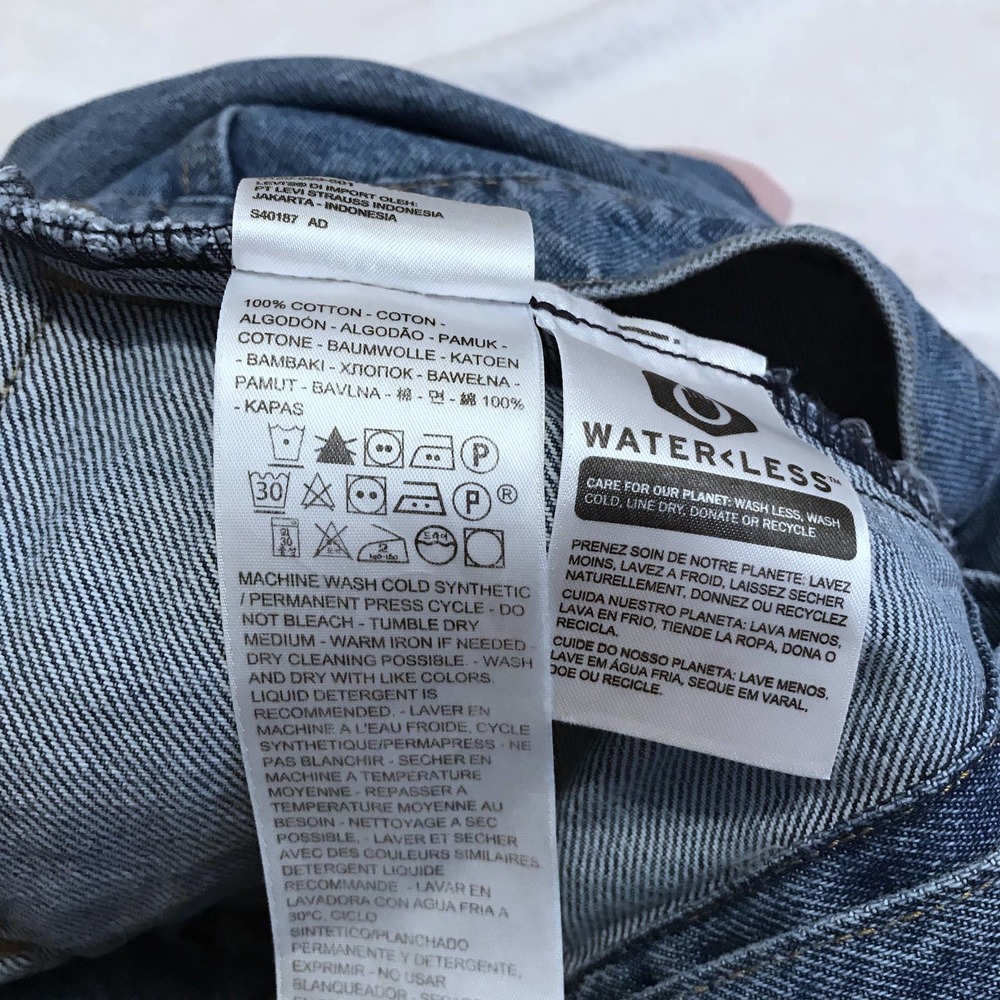 LEVI'S® DI IMPORT OLEH:
PT LEVI STRAUSS INDONESIA
JAKARTA - INDONESIA
S40187 AD
100% COTTON - COTON -
ALGODÓN - ALGODÃO - PAMUK -
COTONE - BAUMWOLLE - KATOEN
- BAMBAKI - ХЛОПОК - BAWEŁNA -
PAMUT - BAVLNA - 棉 - 면 - 綿 100%
- KAPAS
P
30
P ®
MACHINE WASH COLD SYNTHETIC
/ PERMANENT PRESS CYCLE - DO
NOT BLEACH - TUMBLE DRY
MEDIUM - WARM IRON IF NEEDED -
DRY CLEANING POSSIBLE. - WASH
AND DRY WITH LIKE COLORS.
LIQUID DETERGENT IS
RECOMMENDED. - LAVER EN
MACHINE A L'EAU FROIDE, CYCLE
SYNTHETIQUE/PERMAPRESS - NE
PAS BLANCHIR - SECHER EN
MACHINE A TEMPERATURE
MOYENNE - REPASSER A
TEMPERATURE MOYENNE AU
BESOIN - NETTOYAGE A SEC
POSSIBLE. - LAVER ET SECHER
AVEC DES COULEURS SIMILAIRES
DETERGENT LIQUIDE
RECOMMANDE - LAVAR EN
LAVADORA CON AGUA FRIA A
30ºC, CICLO
SINTETICO/PLANCHADO
PERMANENTE Y DETERGENTE,
EXPRIMIR - NO USAR
BLANQUEADOR -
WATER<LESS™
CARE FOR OUR PLANET: WASH LESS, WASH
COLD, LINE DRY, DONATE OR RECYCLE
PRENEZ SOIN DE NOTRE PLANETE: LAVEZ
MOINS, LAVEZ A FROID, LAISSEZ SECHER
NATURELLEMENT, DONNEZ OU RECYCLEZ
CUIDA NUESTRO PLANETA: LAVA MENOS,
LAVA EN FRIO, TIENDE LA ROPA, DONA O
RECICLA.
CUIDE DO NOSSO PLANETA: LAVE MENOS,
LAVE EM ÁGUA FRIA, SEQUE EM VARAL,
DOE OU RECICLE.